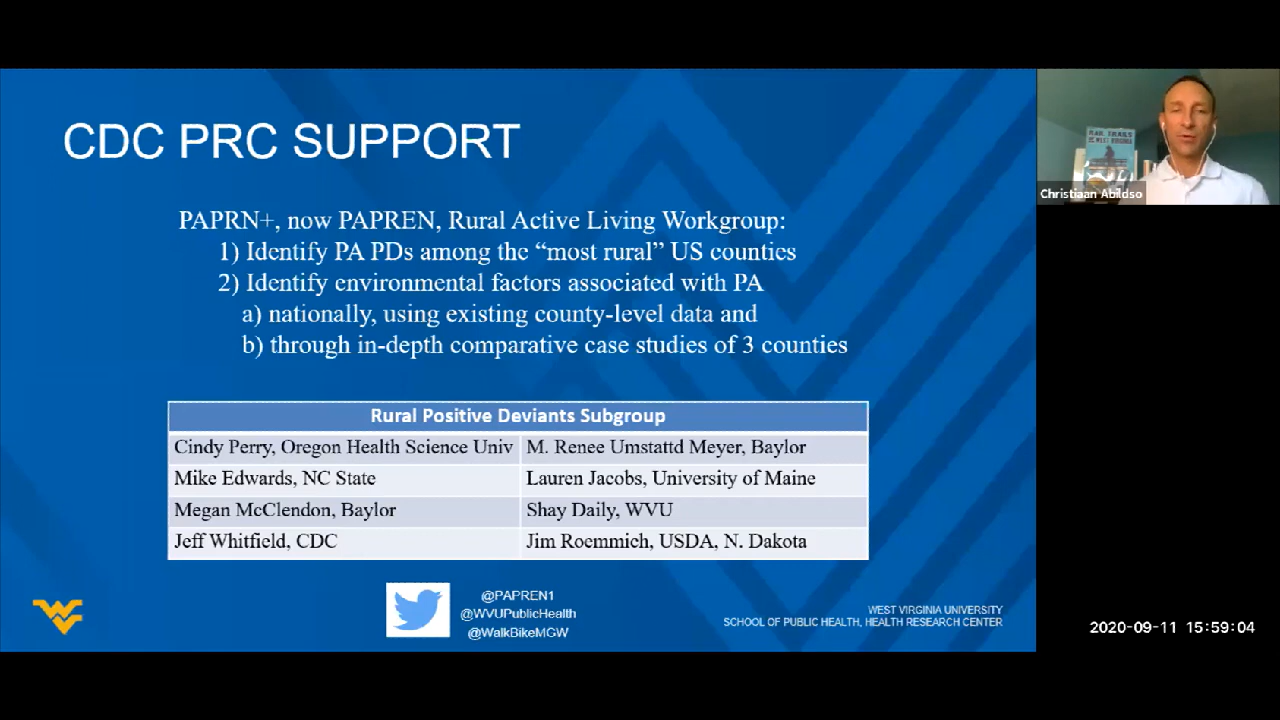 CDC PRC SUPPORT
PAPRN+, now PAPREN, Rural Active Living Workgroup:
1) Identify PA PDs among the “most rural” US counties
2) Identify environmental factors associated with PA
a) nationally, using existing county-level data and
b) through in-depth comparative case studies of 3 counties
Rural Positive Deviants Subgroup
Cindy Perry, Oregon Health Science Univ
M. Renee Umstattd Meyer, Baylor
Mike Edwards, NC State
Lauren Jacobs, University of Maine
Megan McClendon, Baylor
Shay Daily, WVU
Jeff Whitfield, CDC
Jim Roemmich, USDA, N. Dakota
@PAPREN1
@WVUPublicHealth
@WalkBikeMGW
WEST VIRGINIA UNIVERSITY
SCHOOL OF PUBLIC HEALTH, HEALTH RESEARCH CENTER
Christiaan Abildso
2020-09-11 15:59:04